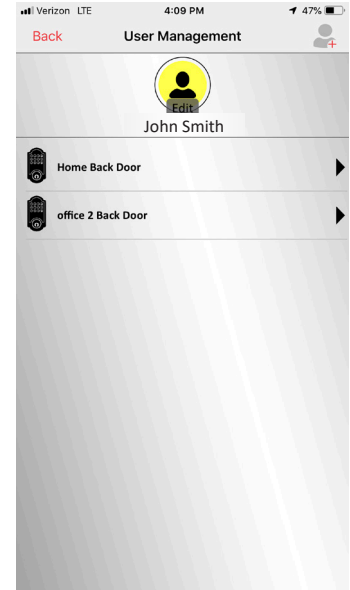 Verizon LTE 4:09 PM 47%
Back User Management
Edit
John Smith
Home Back Door
office 2 Back Door